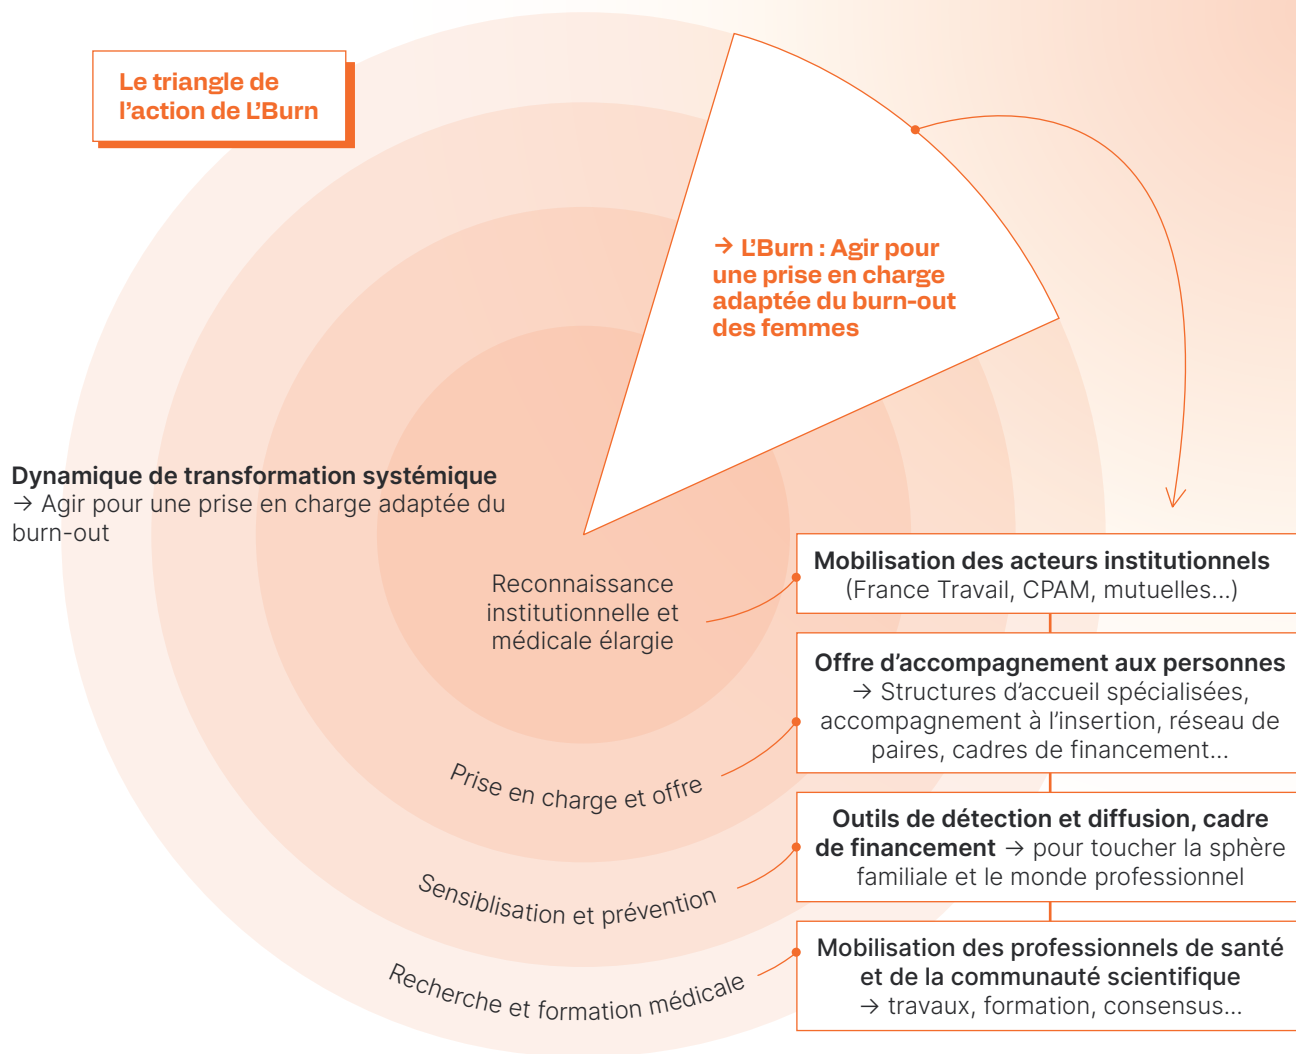 Le triangle de
l’action de L’Burn
→ L’Burn : Agir pour
une prise en charge
adaptée du burn-out
des femmes
Dynamique de transformation systémique
→ Agir pour une prise en charge adaptée du
burn-out
Reconnaissance
institutionnelle et
médicale élargie
Mobilisation des acteurs institutionnels
(France Travail, CPAM, mutuelles...)
Prise en charge et offre
Offre d’accompagnement aux personnes
→ Structures d’accueil spécialisées,
accompagnement à l’insertion, réseau de
paires, cadres de financement...
Sensiblisation et prévention
Outils de détection et diffusion, cadre
de financement → pour toucher la sphère
familiale et le monde professionnel
Recherche et formation médicale
Mobilisation des professionnels de santé
et de la communauté scientifique
→ travaux, formation, consensus...